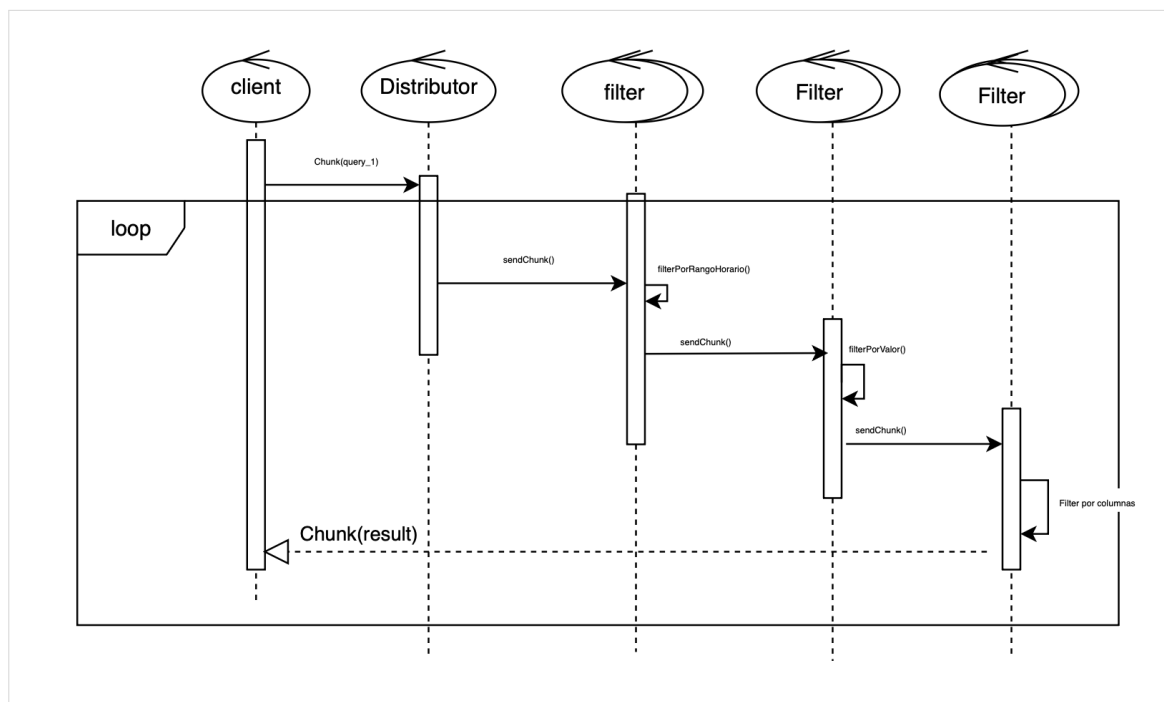 client
Distributor
filter
Filter
Filter
Chunk(query_1)
loop
sendChunk()
filterPorRangoHorario()
sendChunk()
filterPorValor()
sendChunk()
Filter por columnas
Chunk(result)